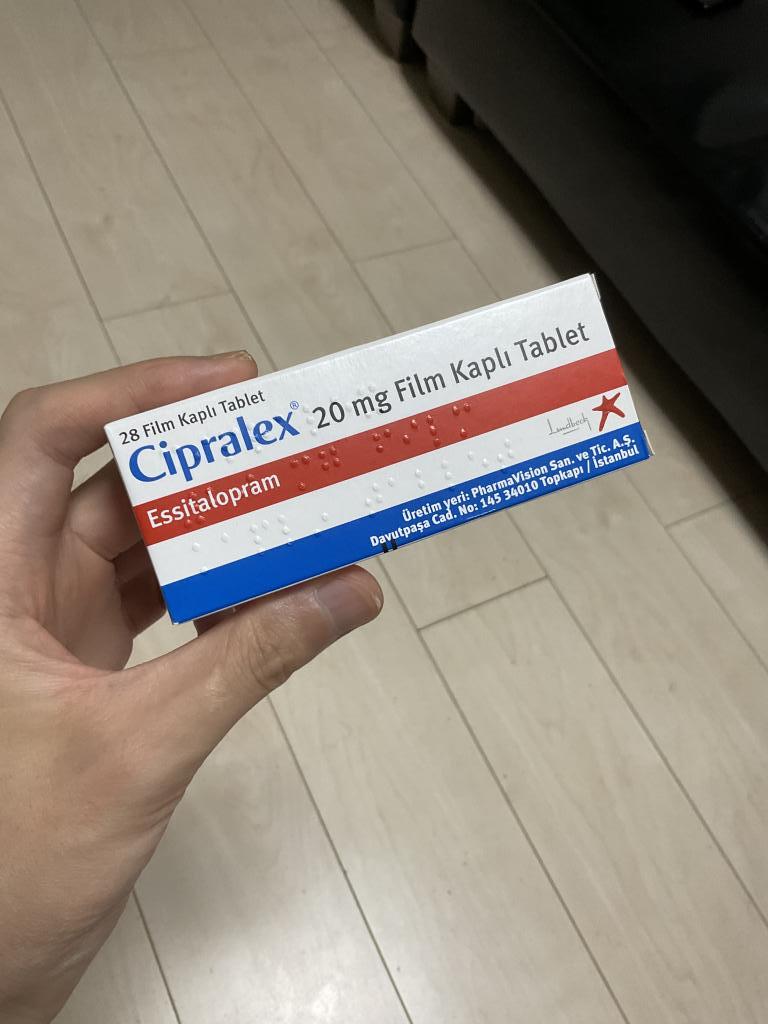 28 Film Kaplı Tablet
Cipralex® 20 mg Film Kaplı Tablet
Essitalopram
Lundbeck
Üretim yeri: PharmaVision San. ve Tic. A.Ş.
Davutpaşa Cad. No: 145 34010 Topkapı / İstanbul